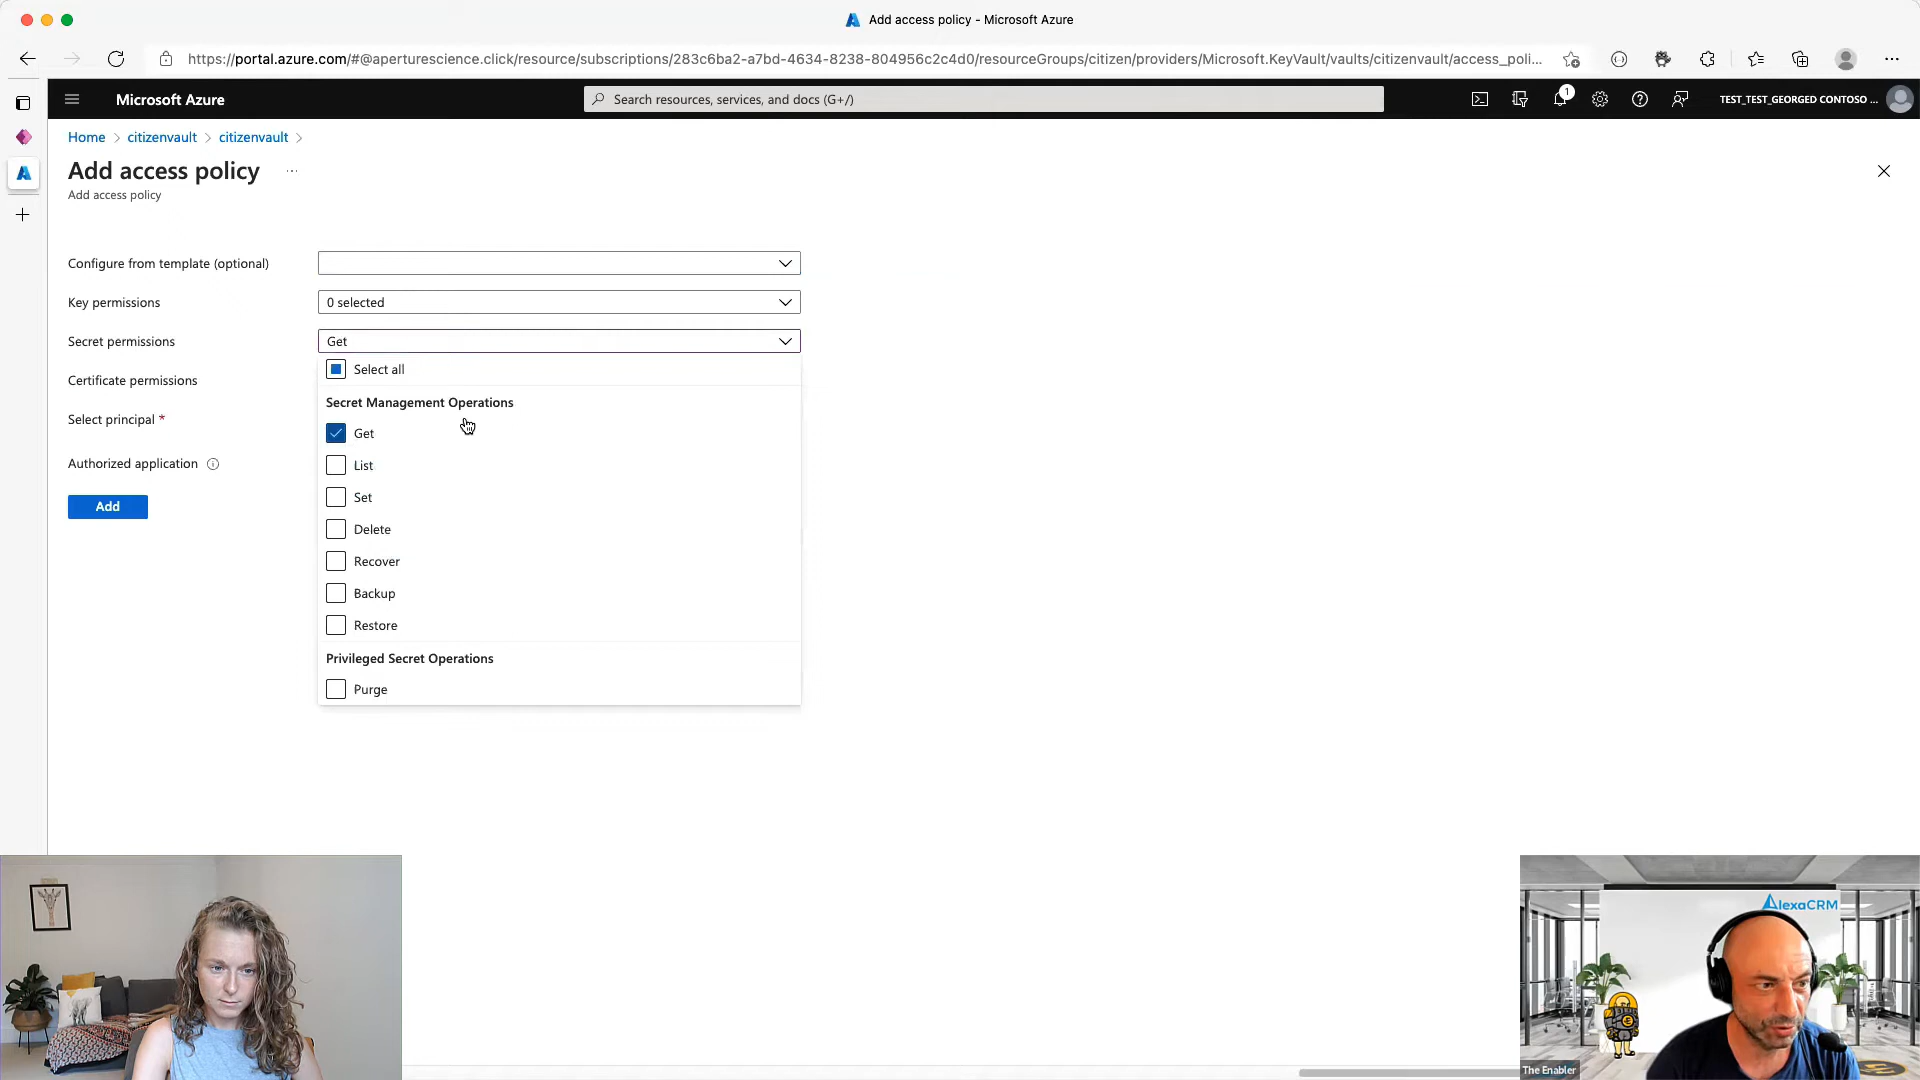 Add access policy - Microsoft Azure
https://portal.azure.com/#@aperturescience.click/resource/subscriptions/283c6ba2-a7bd-4634-8238-804956c2c4d0/resourceGroups/citizen/providers/Microsoft.KeyVault/vaults/citizenvault/access_poli...
Microsoft Azure
Search resources, services, and docs (G+/)
1
TEST_TEST_GEORGED CONTOSO ...
Home > citizenvault > citizenvault >
Add access policy ...
Add access policy
Configure from template (optional)
Key permissions
0 selected
Secret permissions
Get
Select all
Certificate permissions
Secret Management Operations
Select principal *
Get
Authorized application
List
Add
Set
Delete
Recover
Backup
Restore
Privileged Secret Operations
Purge
AlexaCRM
The Enabler